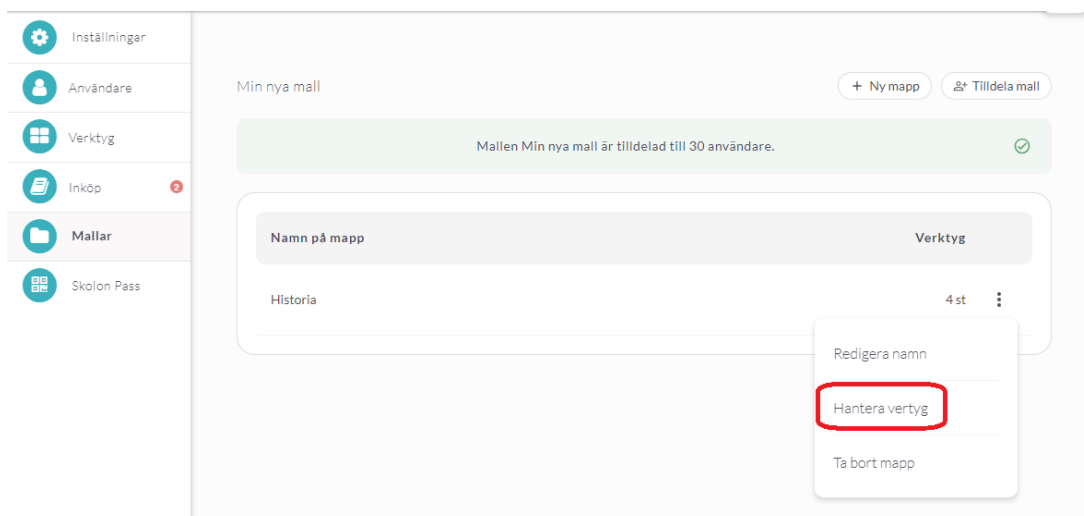 Inställningar
Användare
Verktyg
Inköp 2
Mallar
Skolon Pass
Min nya mall
+ Ny mapp
Tilldela mall
Mallen Min nya mall är tilldelad till 30 användare.
Namn på mapp Verktyg
Historia 4 st
Redigera namn
Hantera vertyg
Ta bort mapp